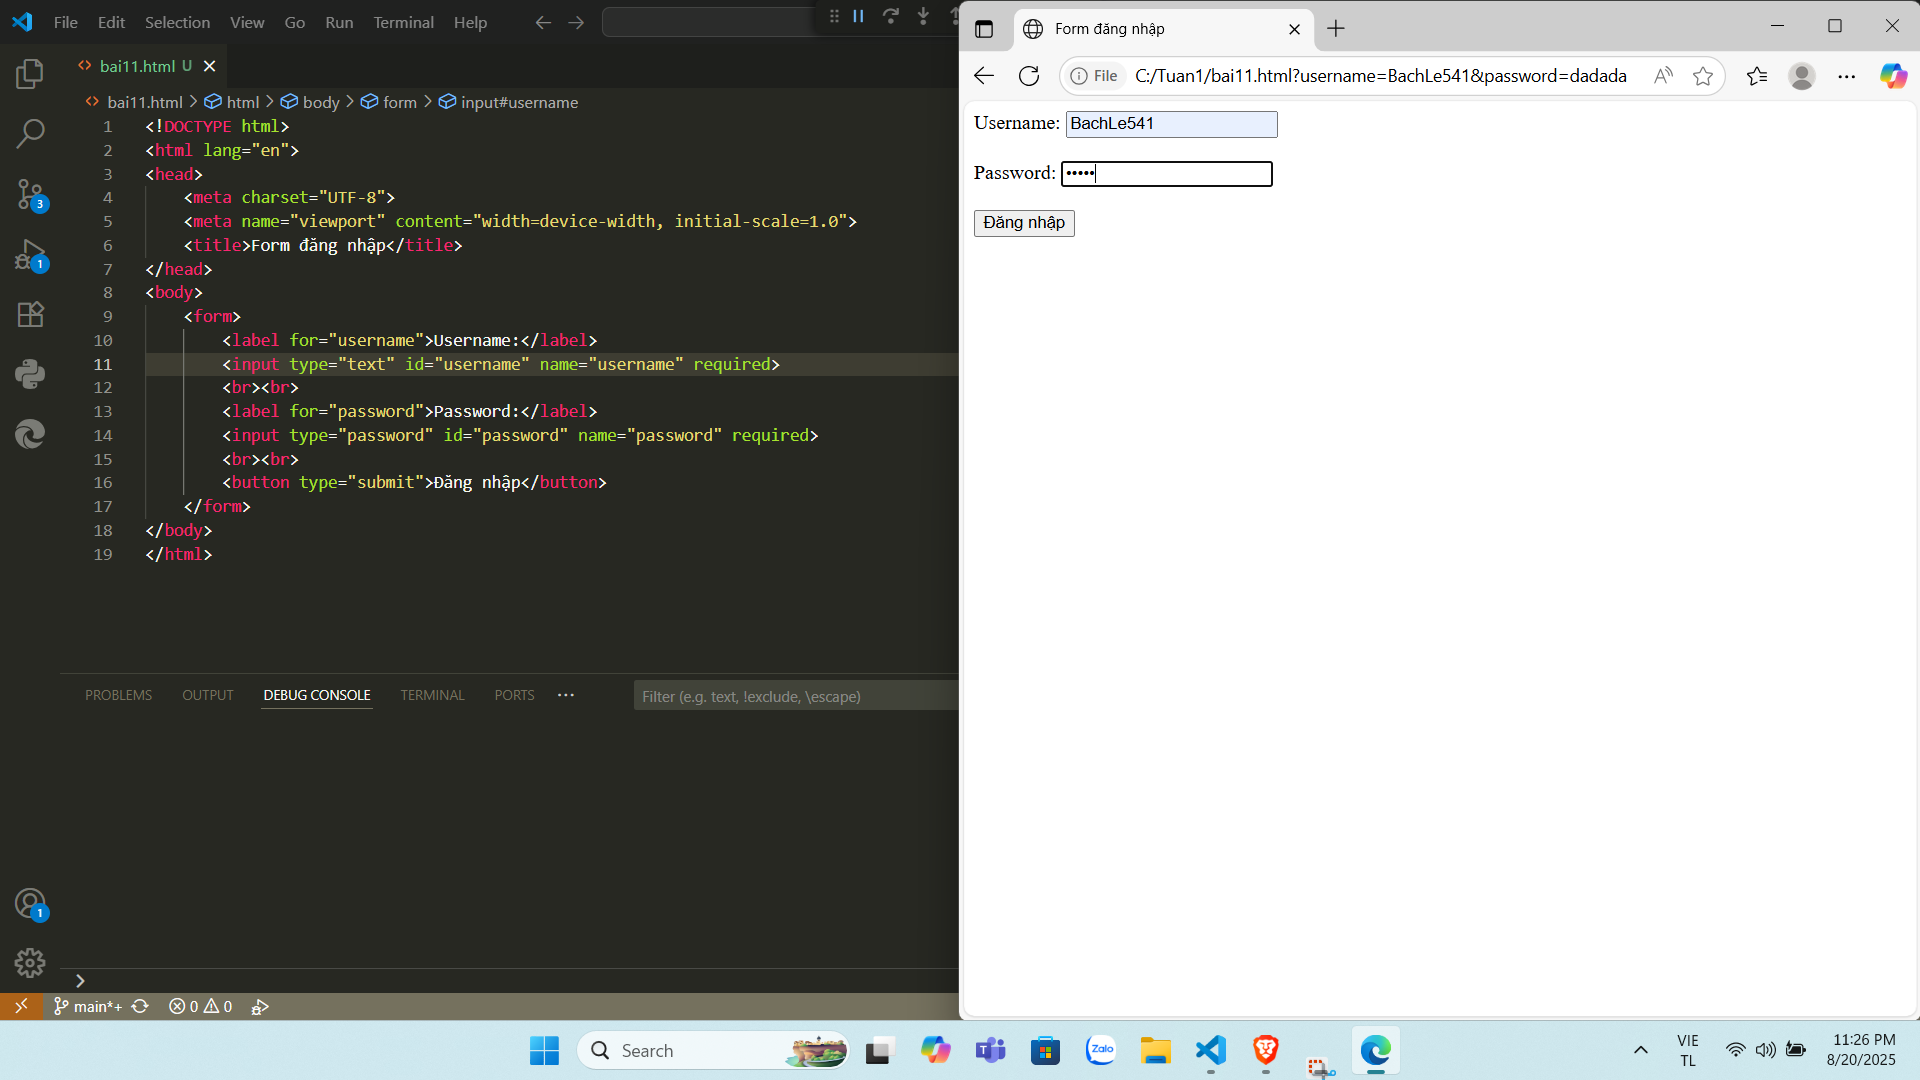 File Edit Selection View Go Run Terminal Help
bai11.html U
bai11.html > html > body > form > input#username
1 <!DOCTYPE html>
2 <html lang="en">
3 <head>
4 <meta charset="UTF-8">
5 <meta name="viewport" content="width=device-width, initial-scale=1.0">
6 <title>Form đăng nhập</title>
7 </head>
8 <body>
9 <form>
10 <label for="username">Username:</label>
11 <input type="text" id="username" name="username" required>
12 <br><br>
13 <label for="password">Password:</label>
14 <input type="password" id="password" name="password" required>
15 <br><br>
16 <button type="submit">Đăng nhập</button>
17 </form>
18 </body>
19 </html>
PROBLEMS OUTPUT DEBUG CONSOLE TERMINAL PORTS ...
Filter (e.g. text, !exclude, \escape)
3
1
1
main*+ 0 0
Form đăng nhập
File C:/Tuan1/bai11.html?username=BachLe541&password=dadada
Username: BachLe541
Password: •••••
Đăng nhập
Search
Zalo
VIE
TL
11:26 PM
8/20/2025